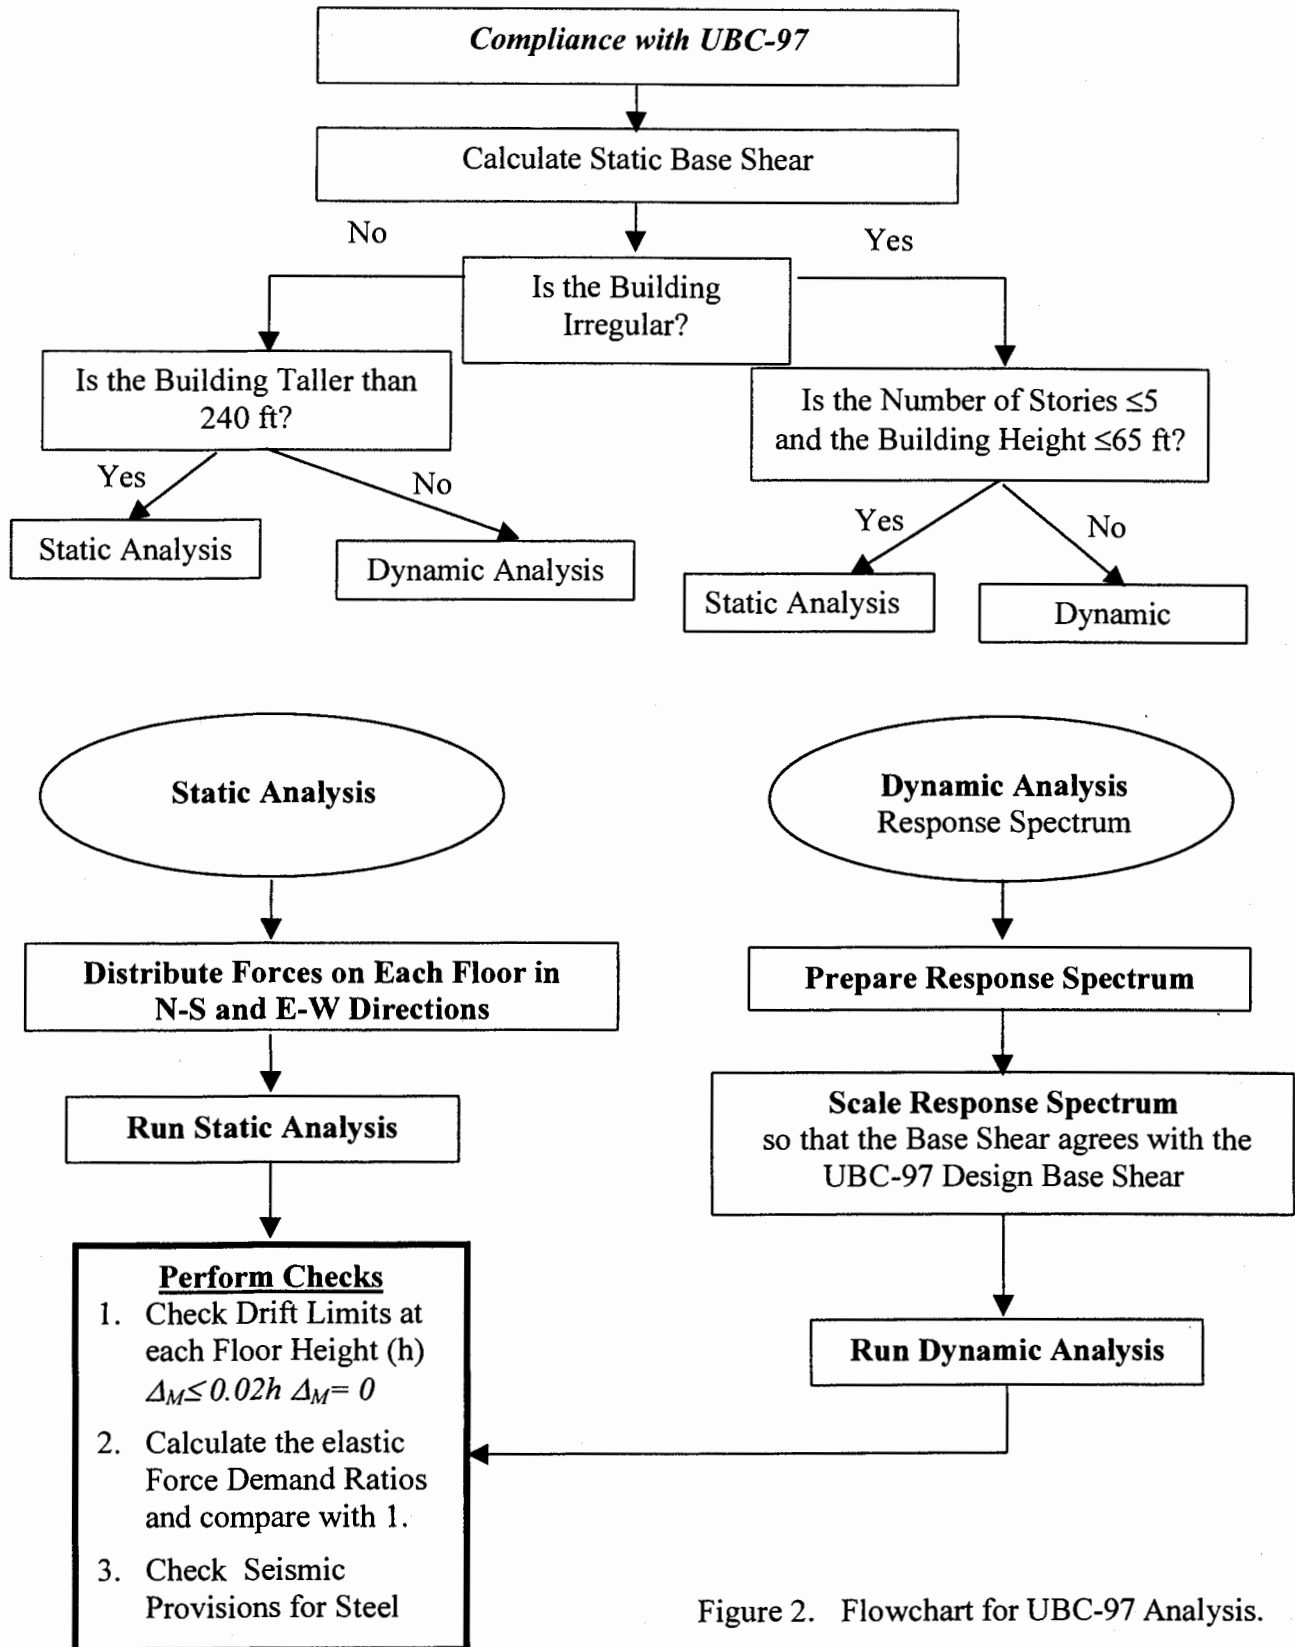 Compliance with UBC-97
Calculate Static Base Shear
No
Yes
Is the Building
Irregular?
Is the Building Taller than
240 ft?
Is the Number of Stories ≤5
and the Building Height ≤65 ft?
Yes
No
Yes
No
Static Analysis
Dynamic Analysis
Static Analysis
Dynamic
Static Analysis
Distribute Forces on Each Floor in
N-S and E-W Directions
Run Static Analysis
Perform Checks
1. Check Drift Limits at
each Floor Height (h)
Δ_M≤ 0.02h Δ_M= 0
2. Calculate the elastic
Force Demand Ratios
and compare with 1.
3. Check Seismic
Provisions for Steel
Dynamic Analysis
Response Spectrum
Prepare Response Spectrum
Scale Response Spectrum
so that the Base Shear agrees with the
UBC-97 Design Base Shear
Run Dynamic Analysis
Figure 2. Flowchart for UBC-97 Analysis.